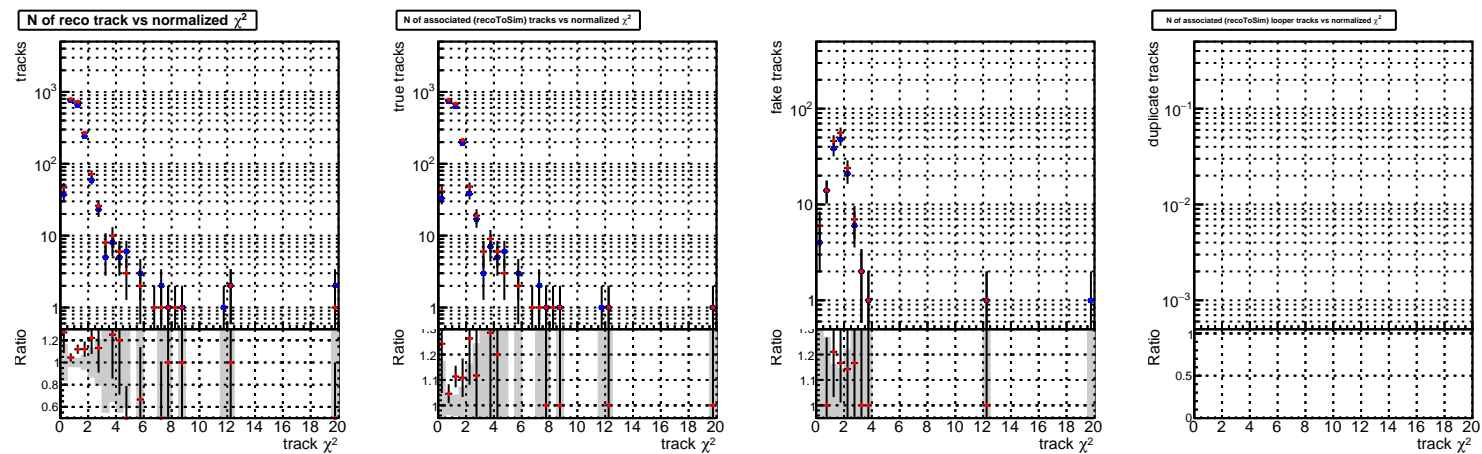 N of reco track vs normalized χ²
tracks
10³
10²
10
1
Ratio
1.2
1
0.8
0.6
0 2 4 6 8 10 12 14 16 18 20
track χ²
N of associated (recoToSim) tracks vs normalized χ²
true tracks
10³
10²
10
1
Ratio
1.3
1.2
1.1
1
0 2 4 6 8 10 12 14 16 18 20
track χ²
fake tracks
10²
10
1
Ratio
1.3
1.2
1.1
1
0 2 4 6 8 10 12 14 16 18 20
track χ²
N of associated (recoToSim) looper tracks vs normalized χ²
duplicate tracks
10⁻¹
10⁻²
10⁻³
Ratio
1
0.5
0
0 2 4 6 8 10 12 14 16 18 20
track χ²